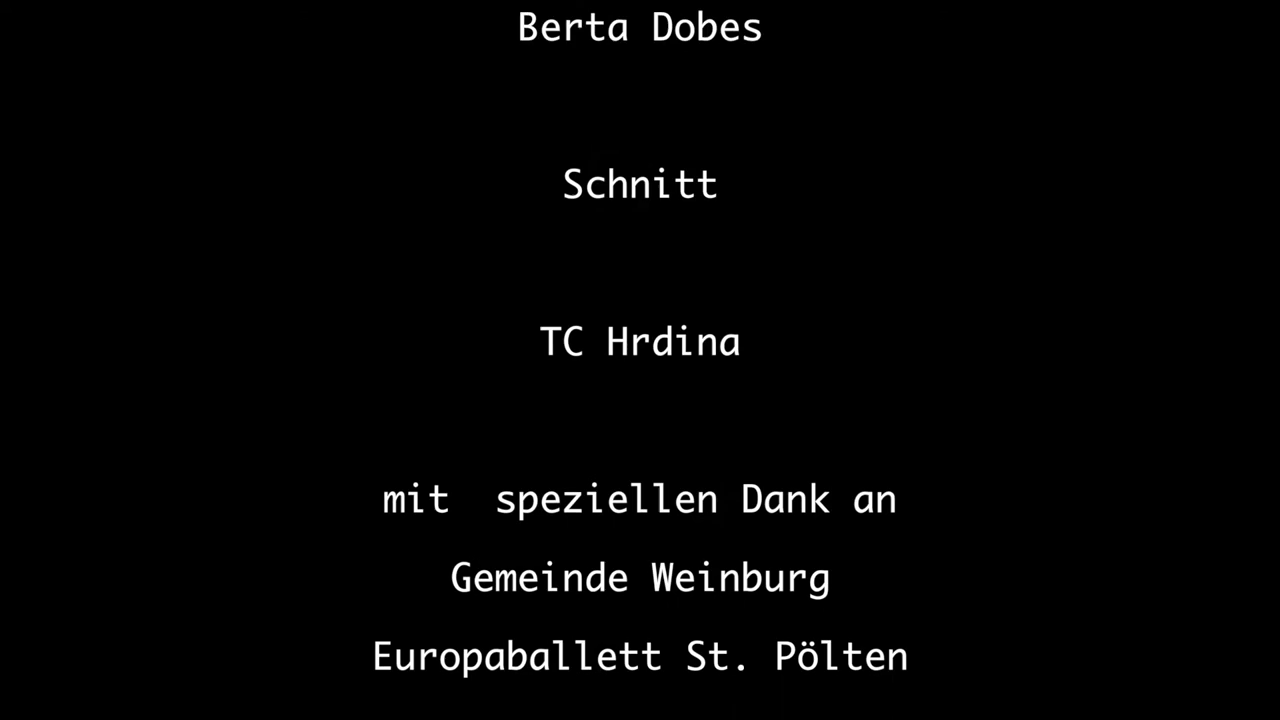 Berta Dobes
Schnitt
TC Hrdina
mit  speziellen Dank an
Gemeinde Weinburg
Europaballett St. Pölten